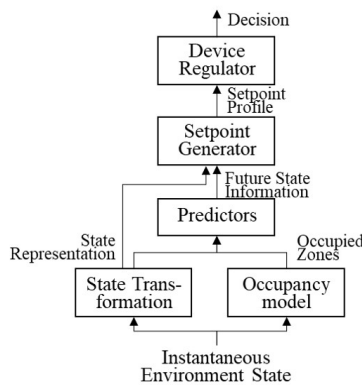 Decision
Device
Regulator
Setpoint
Profile
Setpoint
Generator
Future State
Information
Predictors
State
Representation
Occupied
Zones
State Trans-
formation
Occupancy
model
Instantaneous
Environment State